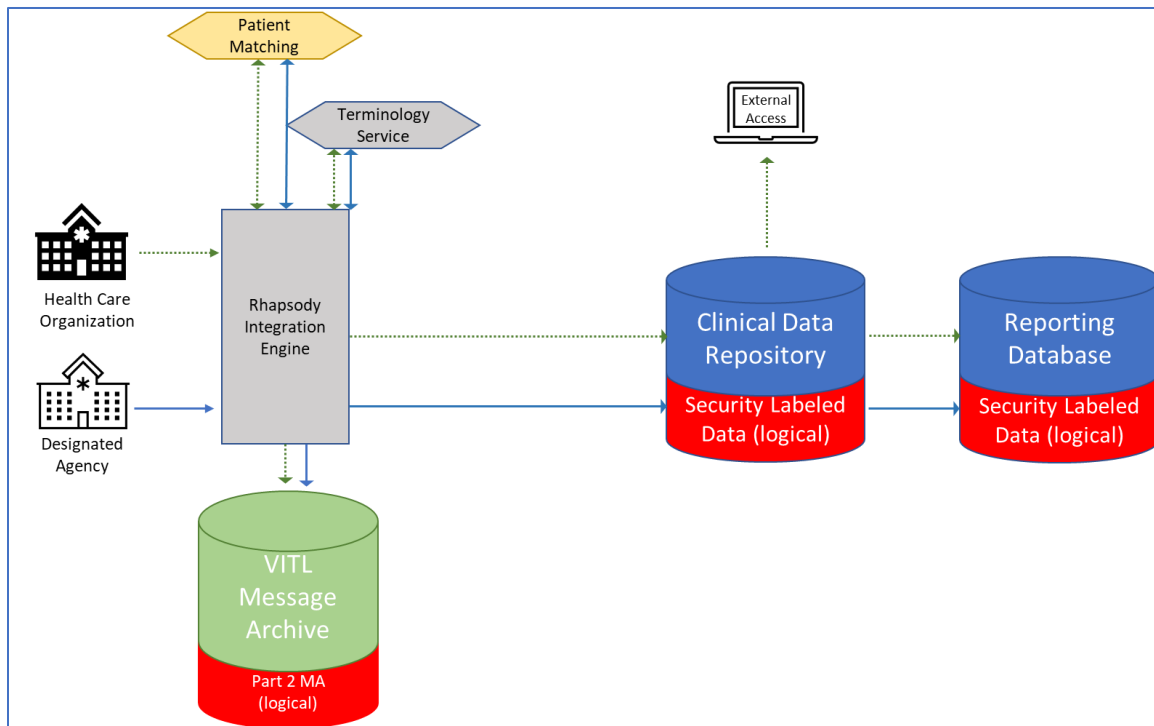 Patient
Matching
Terminology
Service
External
Access
Health Care
Organization
Rhapsody
Integration
Engine
Clinical Data
Repository
Reporting
Database
Security Labeled
Data (logical)
Security Labeled
Data (logical)
Designated
Agency
VITL
Message
Archive
Part 2 MA
(logical)